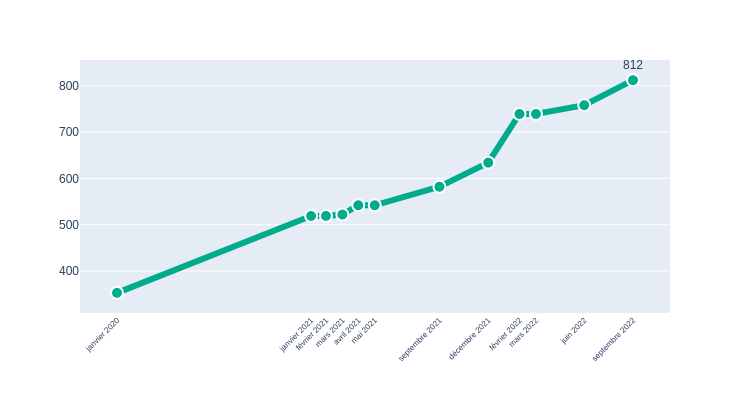 812
800
700
600
500
400
janvier 2020
janvier 2021
février 2021
mars 2021
avril 2021
mai 2021
septembre 2021
décembre 2021
février 2022
mars 2022
juin 2022
septembre 2022